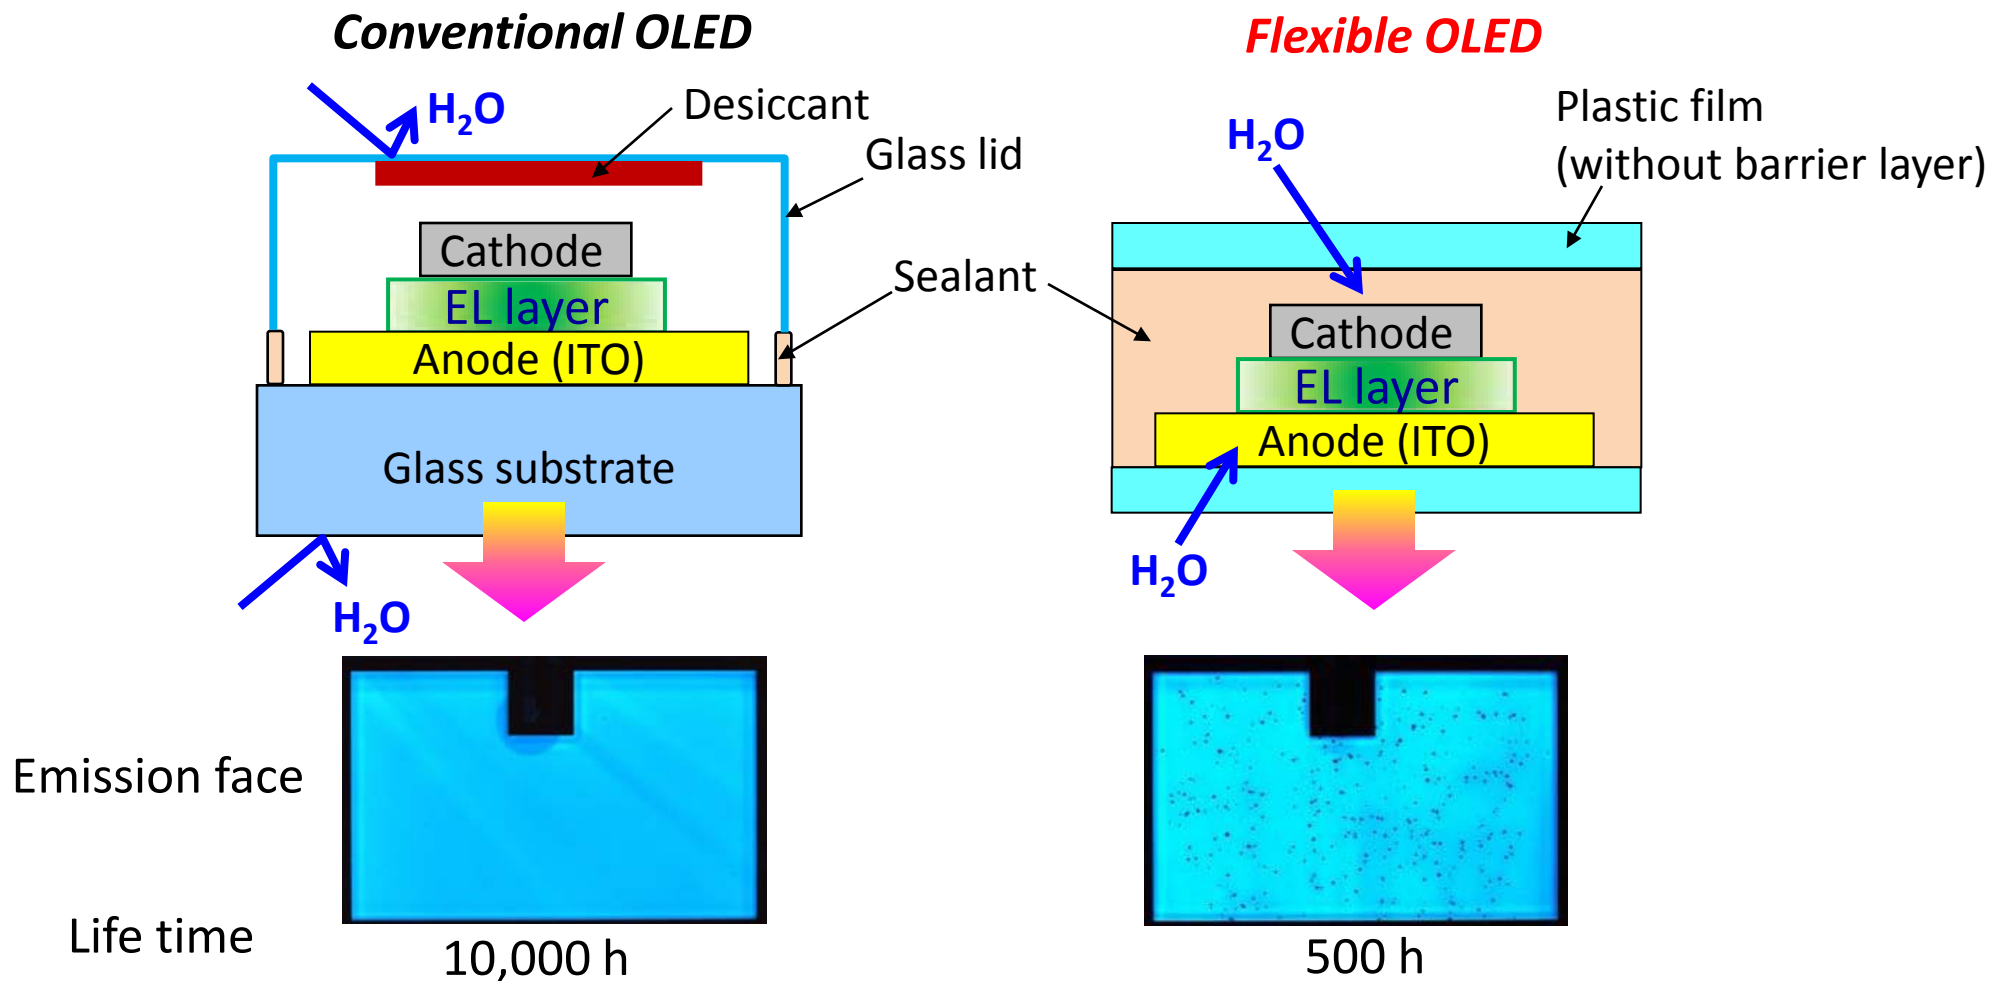 Conventional OLED
H₂O
Desiccant
Glass lid
Cathode
EL layer
Anode (ITO)
Sealant
Glass substrate
H₂O
Flexible OLED
H₂O
Plastic film
(without barrier layer)
Cathode
EL layer
Anode (ITO)
H₂O
Emission face
Life time
10,000 h
500 h